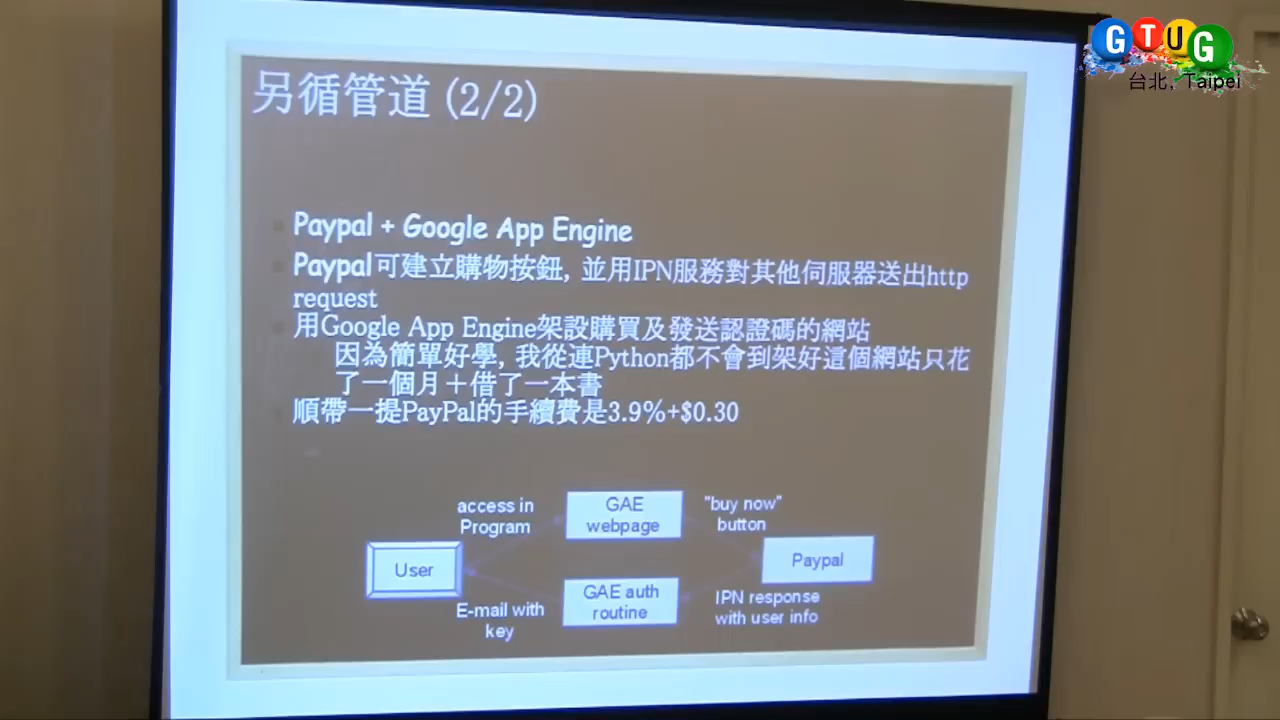 GTUG
台北, Taipei
另循管道 (2/2)
Paypal + Google App Engine
Paypal可建立購物按鈕, 並用IPN服務對其他伺服器送出http
request
用Google App Engine架設購買及發送認證碼的網站
因為簡單好學, 我從連Python都不會到架好這個網站只花
了一個月＋借了一本書
順帶一提PayPal的手續費是3.9%+$0.30
access in
Program
GAE
webpage
"buy now"
button
User
Paypal
E-mail with
key
GAE auth
routine
IPN response
with user info